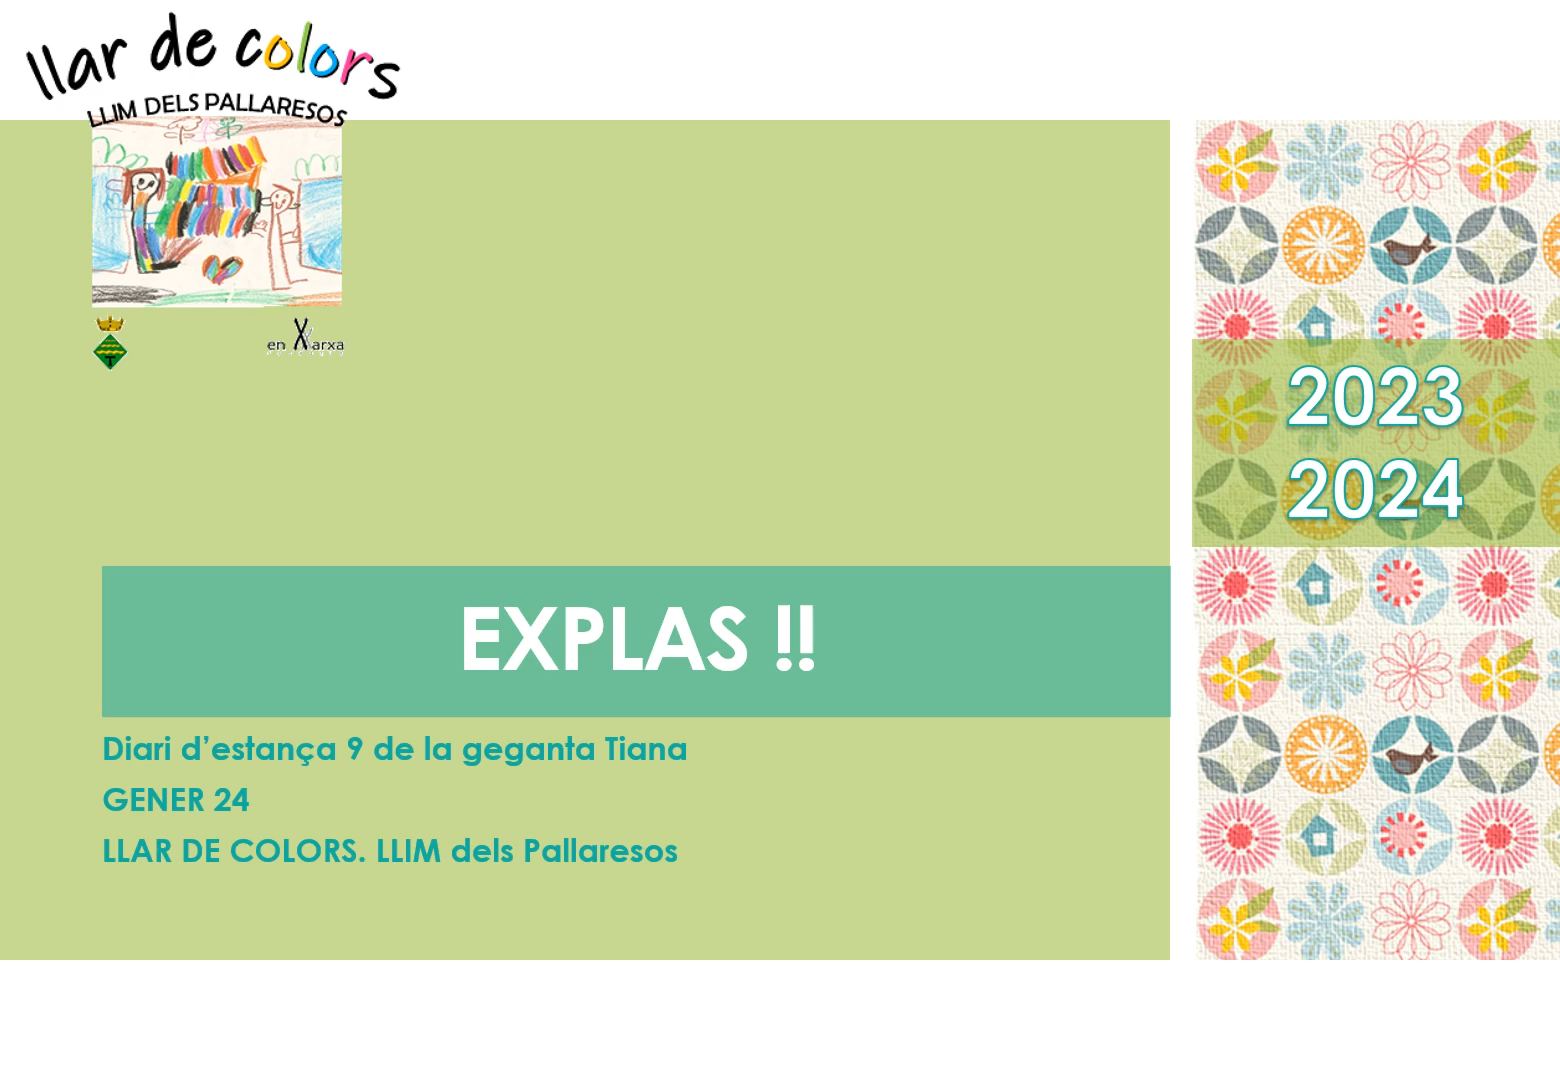 llar de colors
LLIM DELS PALLARESOS
en Xarxa
2023
2024
EXPLAS !!
Diari d’estança 9 de la geganta Tiana
GENER 24
LLAR DE COLORS. LLIM dels Pallaresos